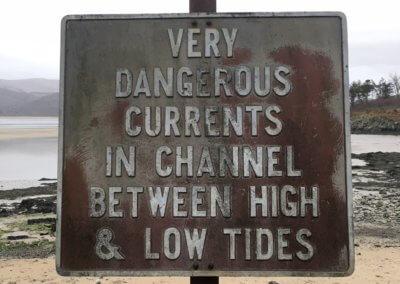 VERY
DANGEROUS
CURRENTS
IN CHANNEL
BETWEEN HIGH
& LOW TIDES